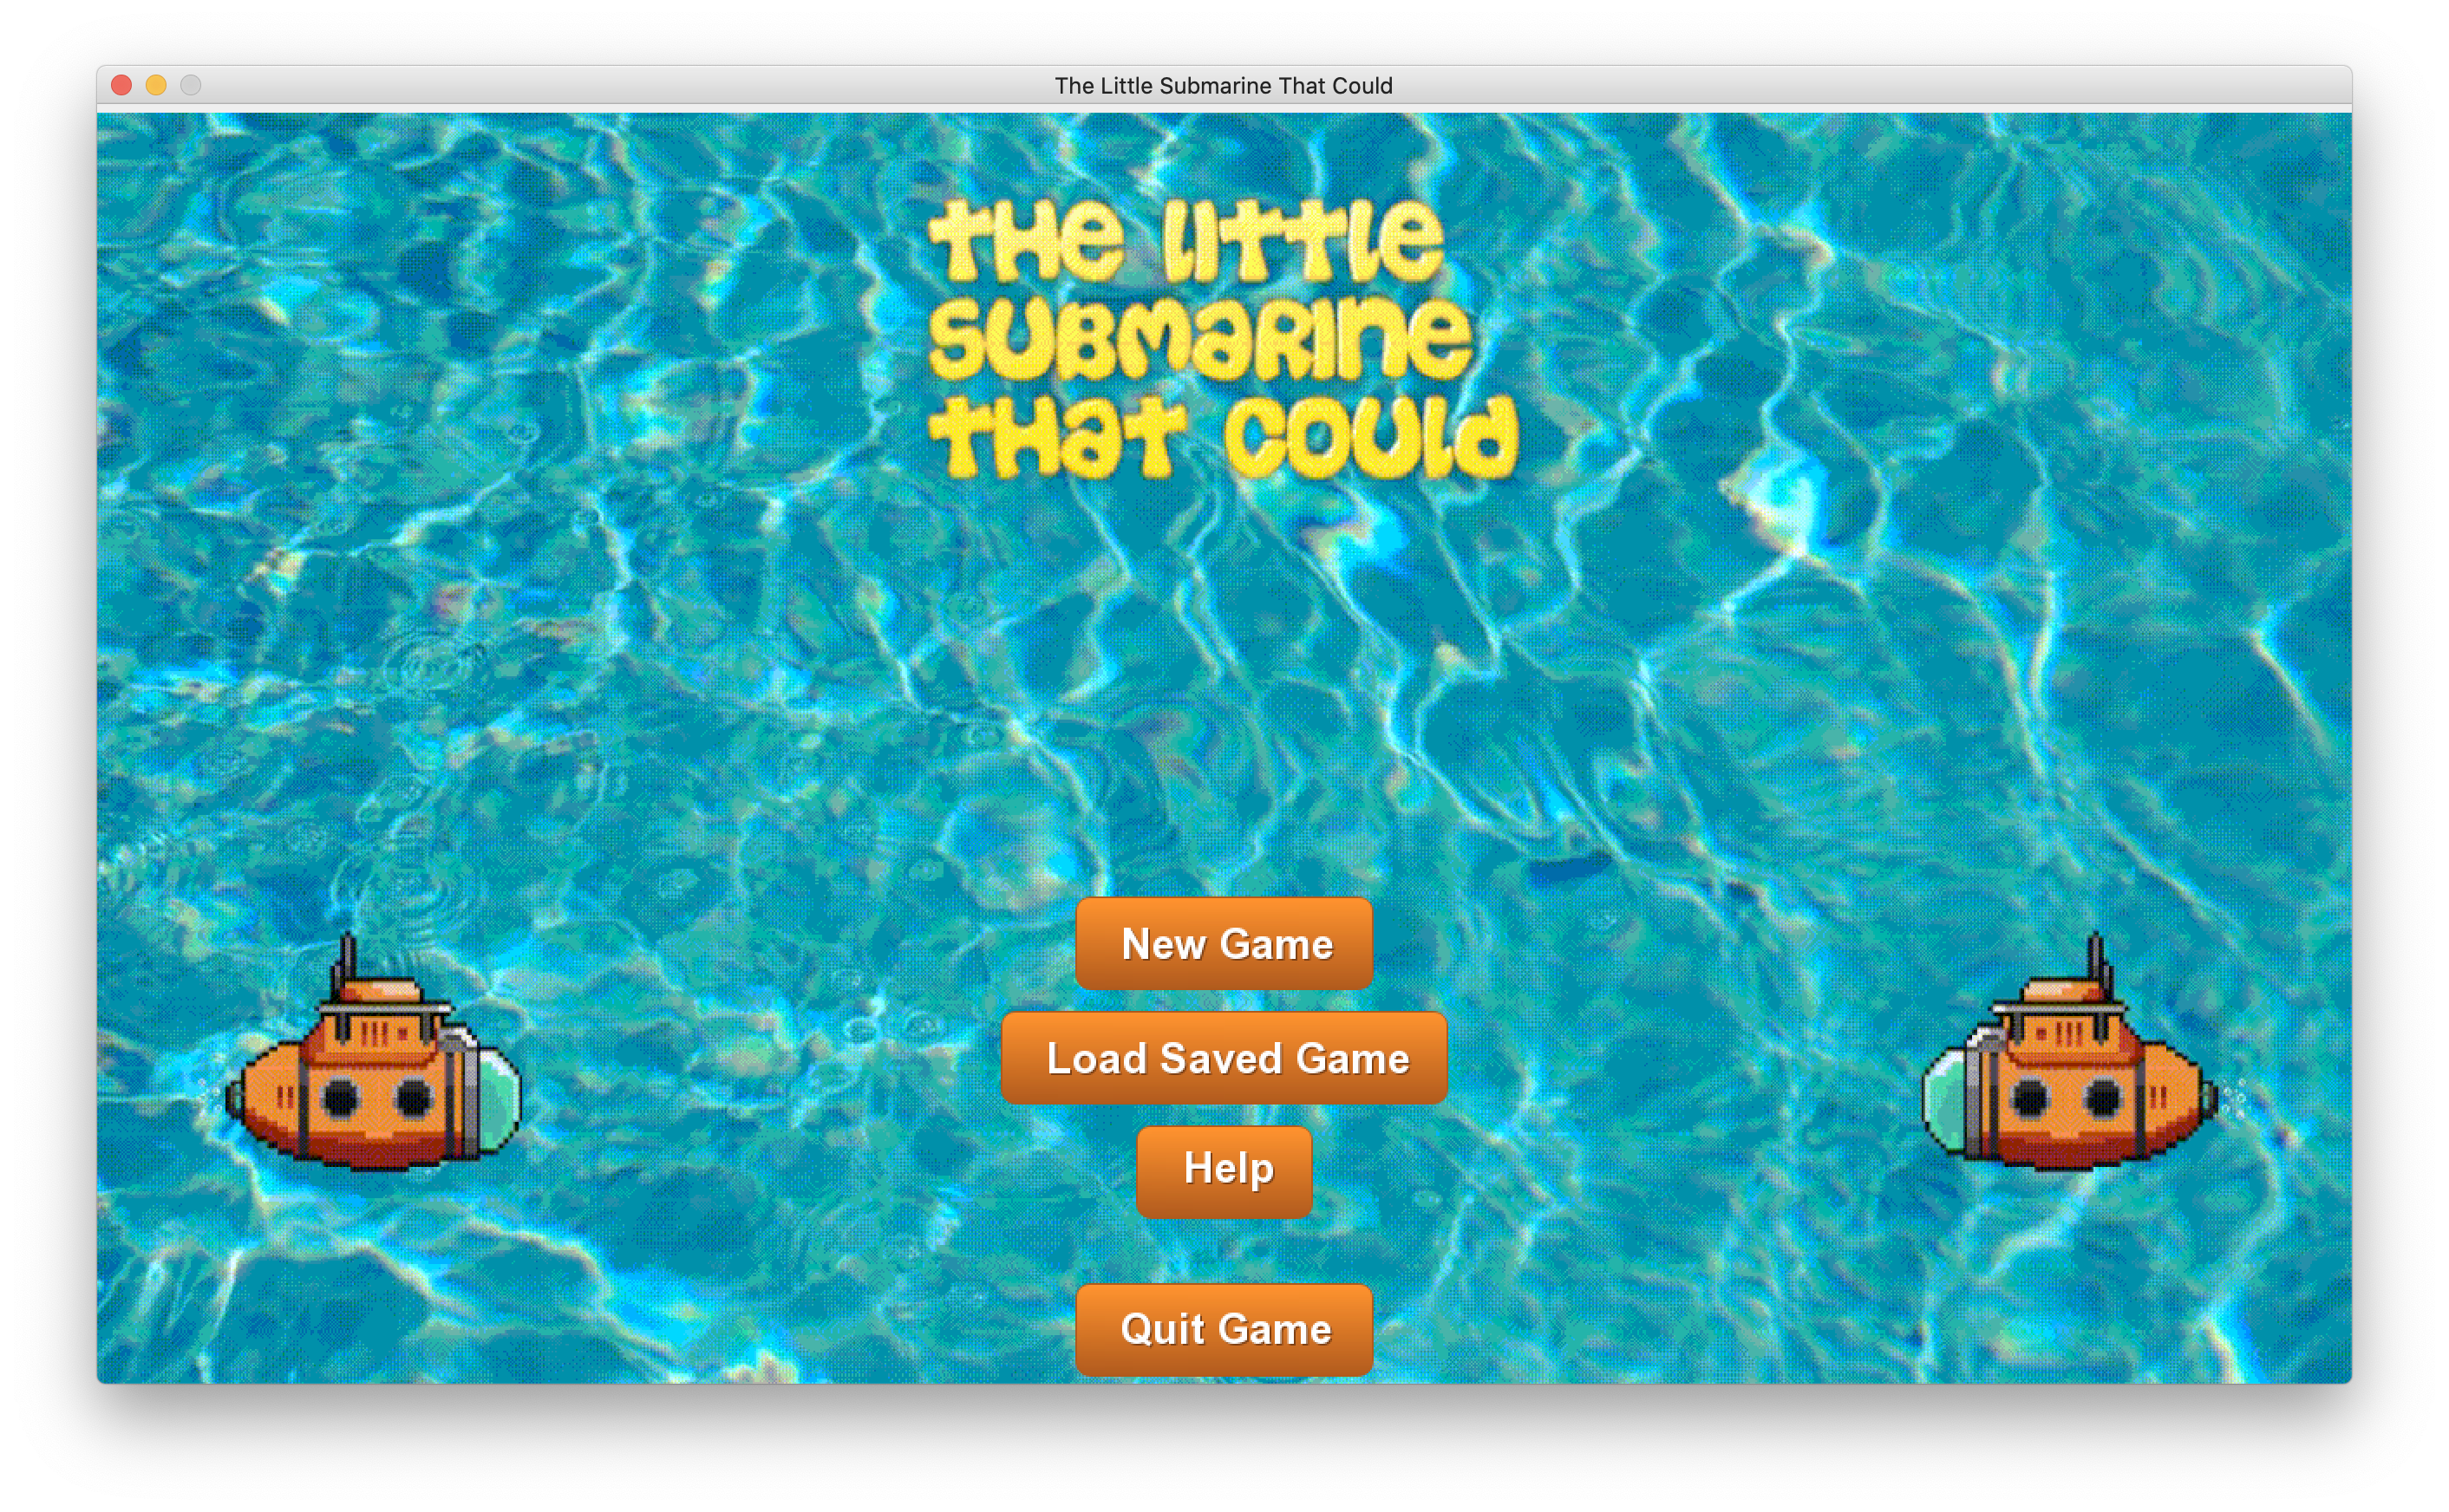 The Little Submarine That Could
THE LITTLE
SUBMARINE
THAT COULD
New Game
Load Saved Game
Help
Quit Game